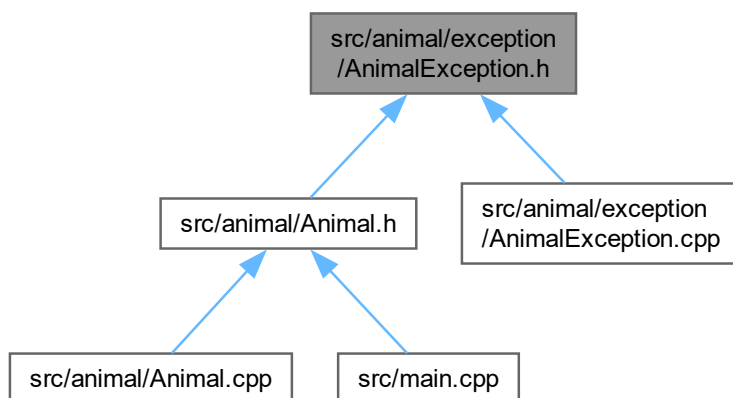 src/animal/exception
/AnimalException.h
src/animal/Animal.h
src/animal/exception
/AnimalException.cpp
src/animal/Animal.cpp
src/main.cpp